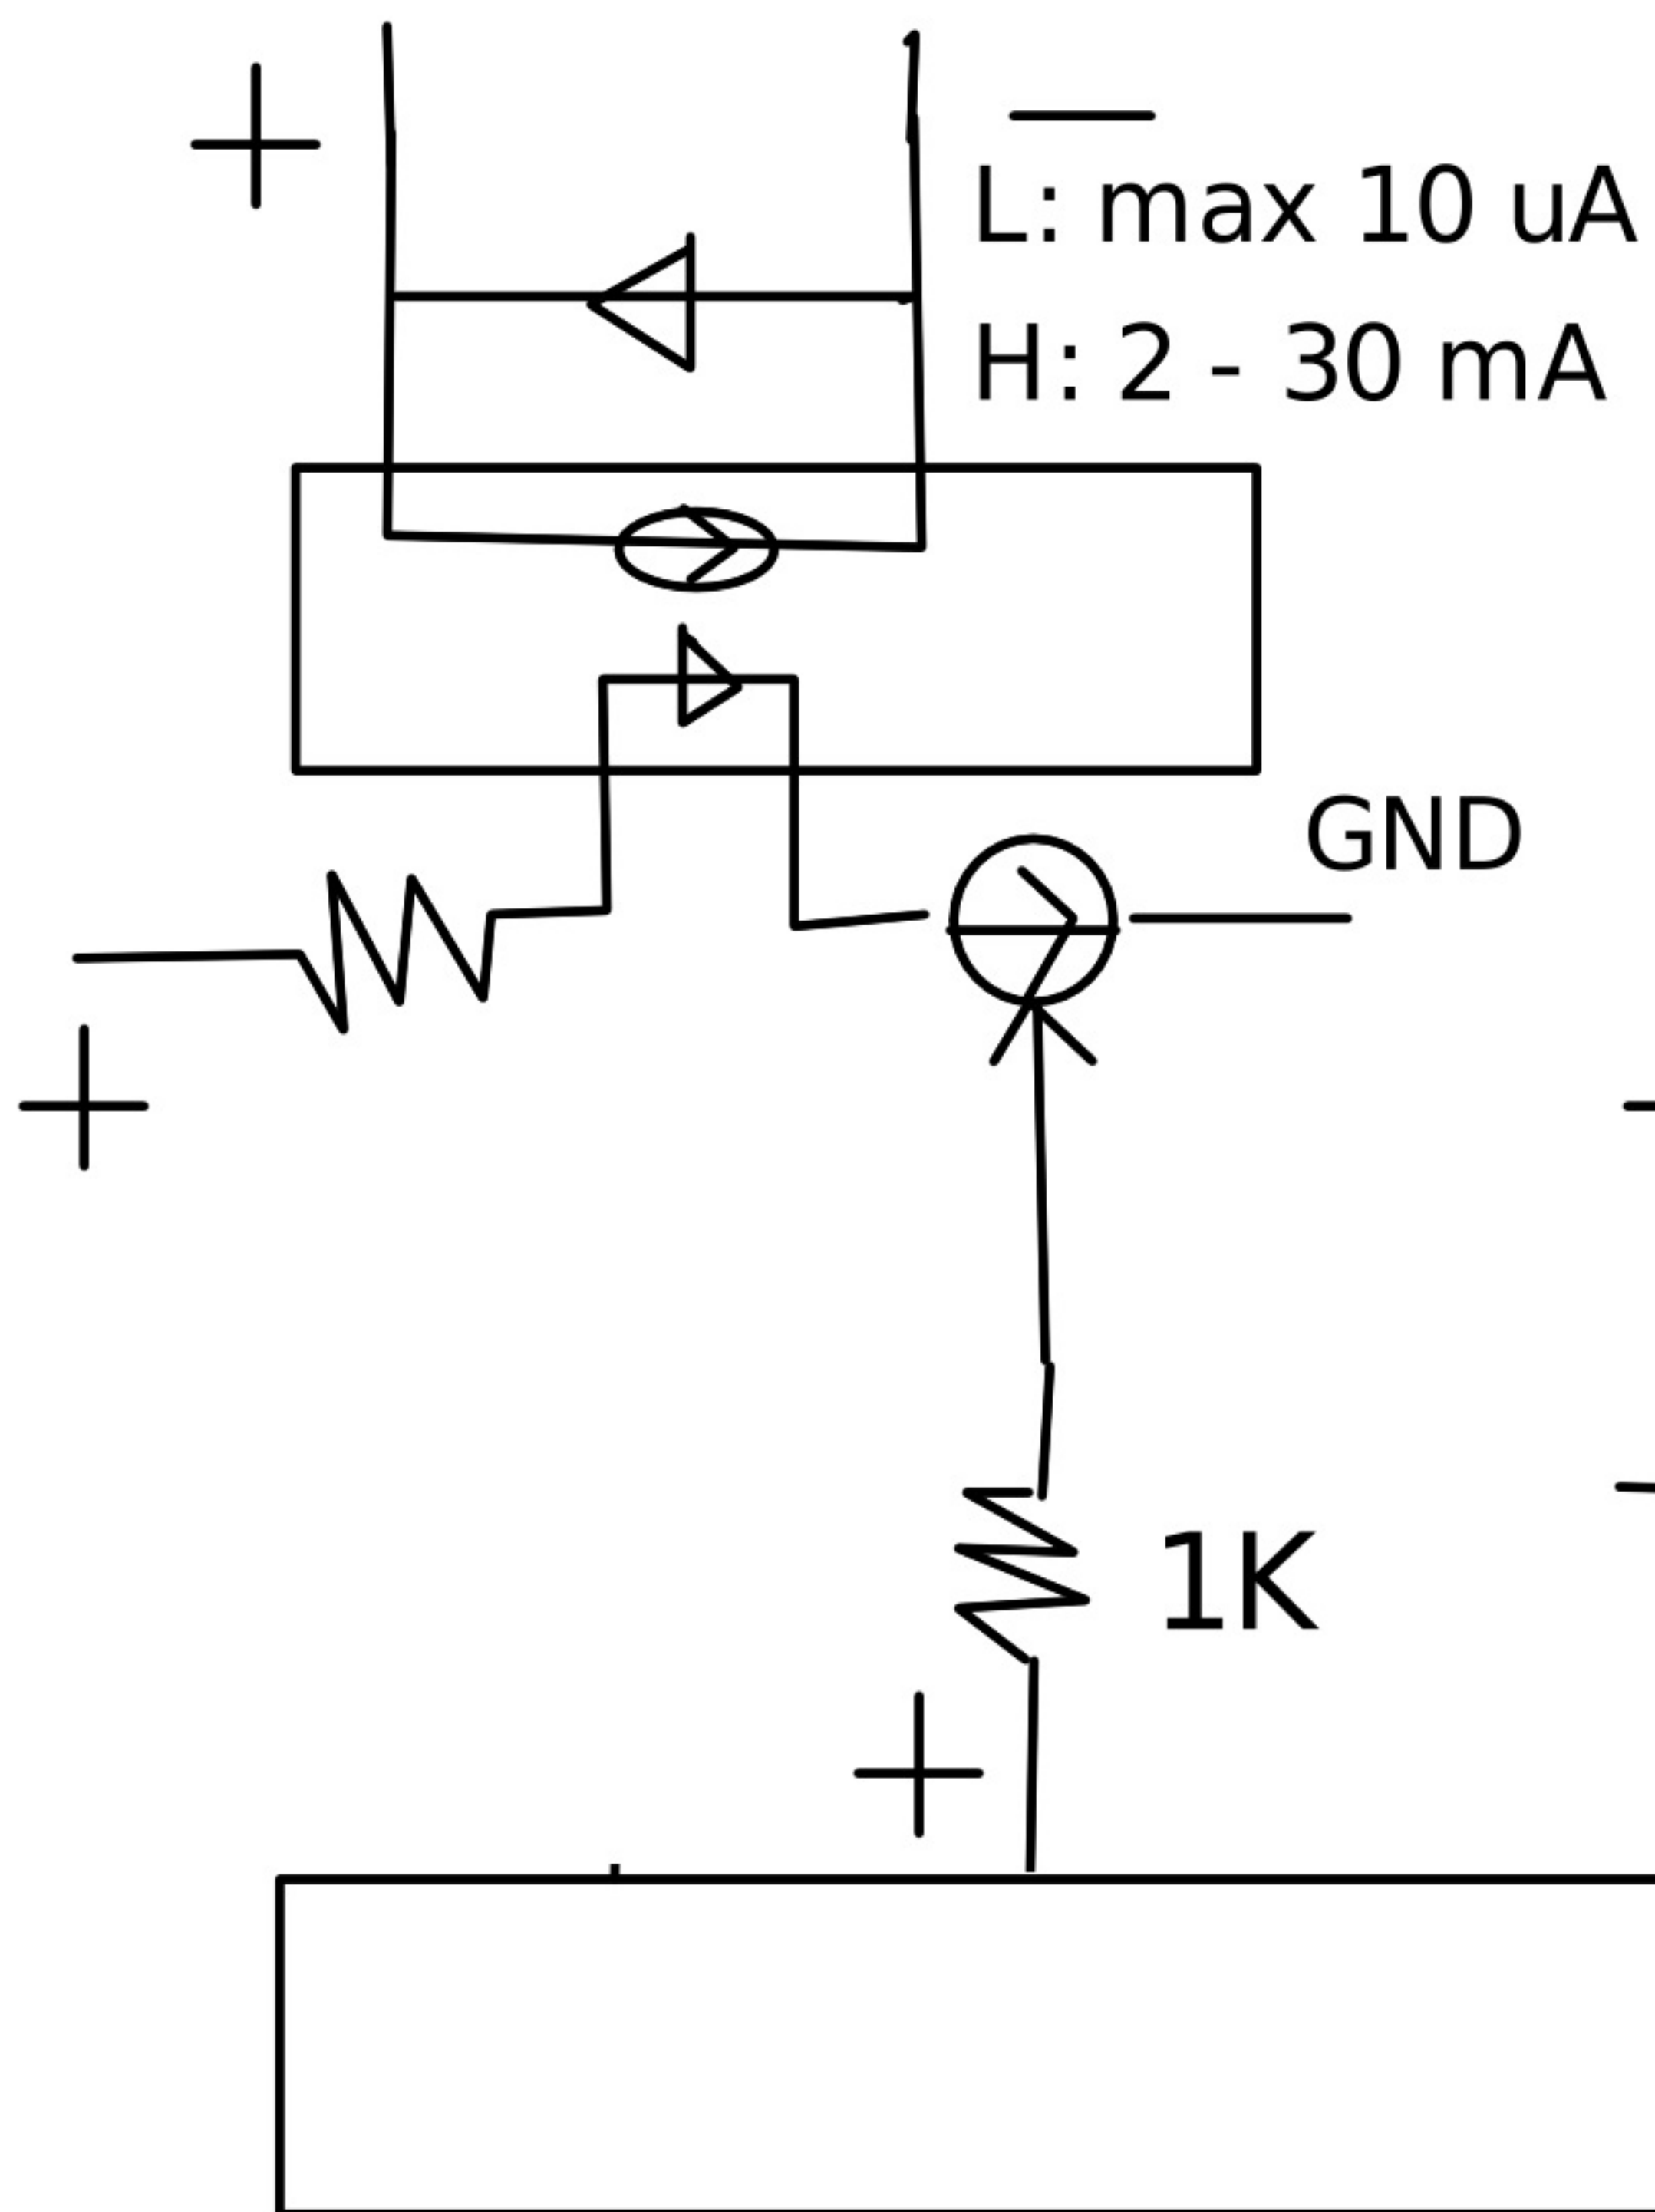 +
—
L: max 10 uA
H: 2 - 30 mA
GND
+
1K
+